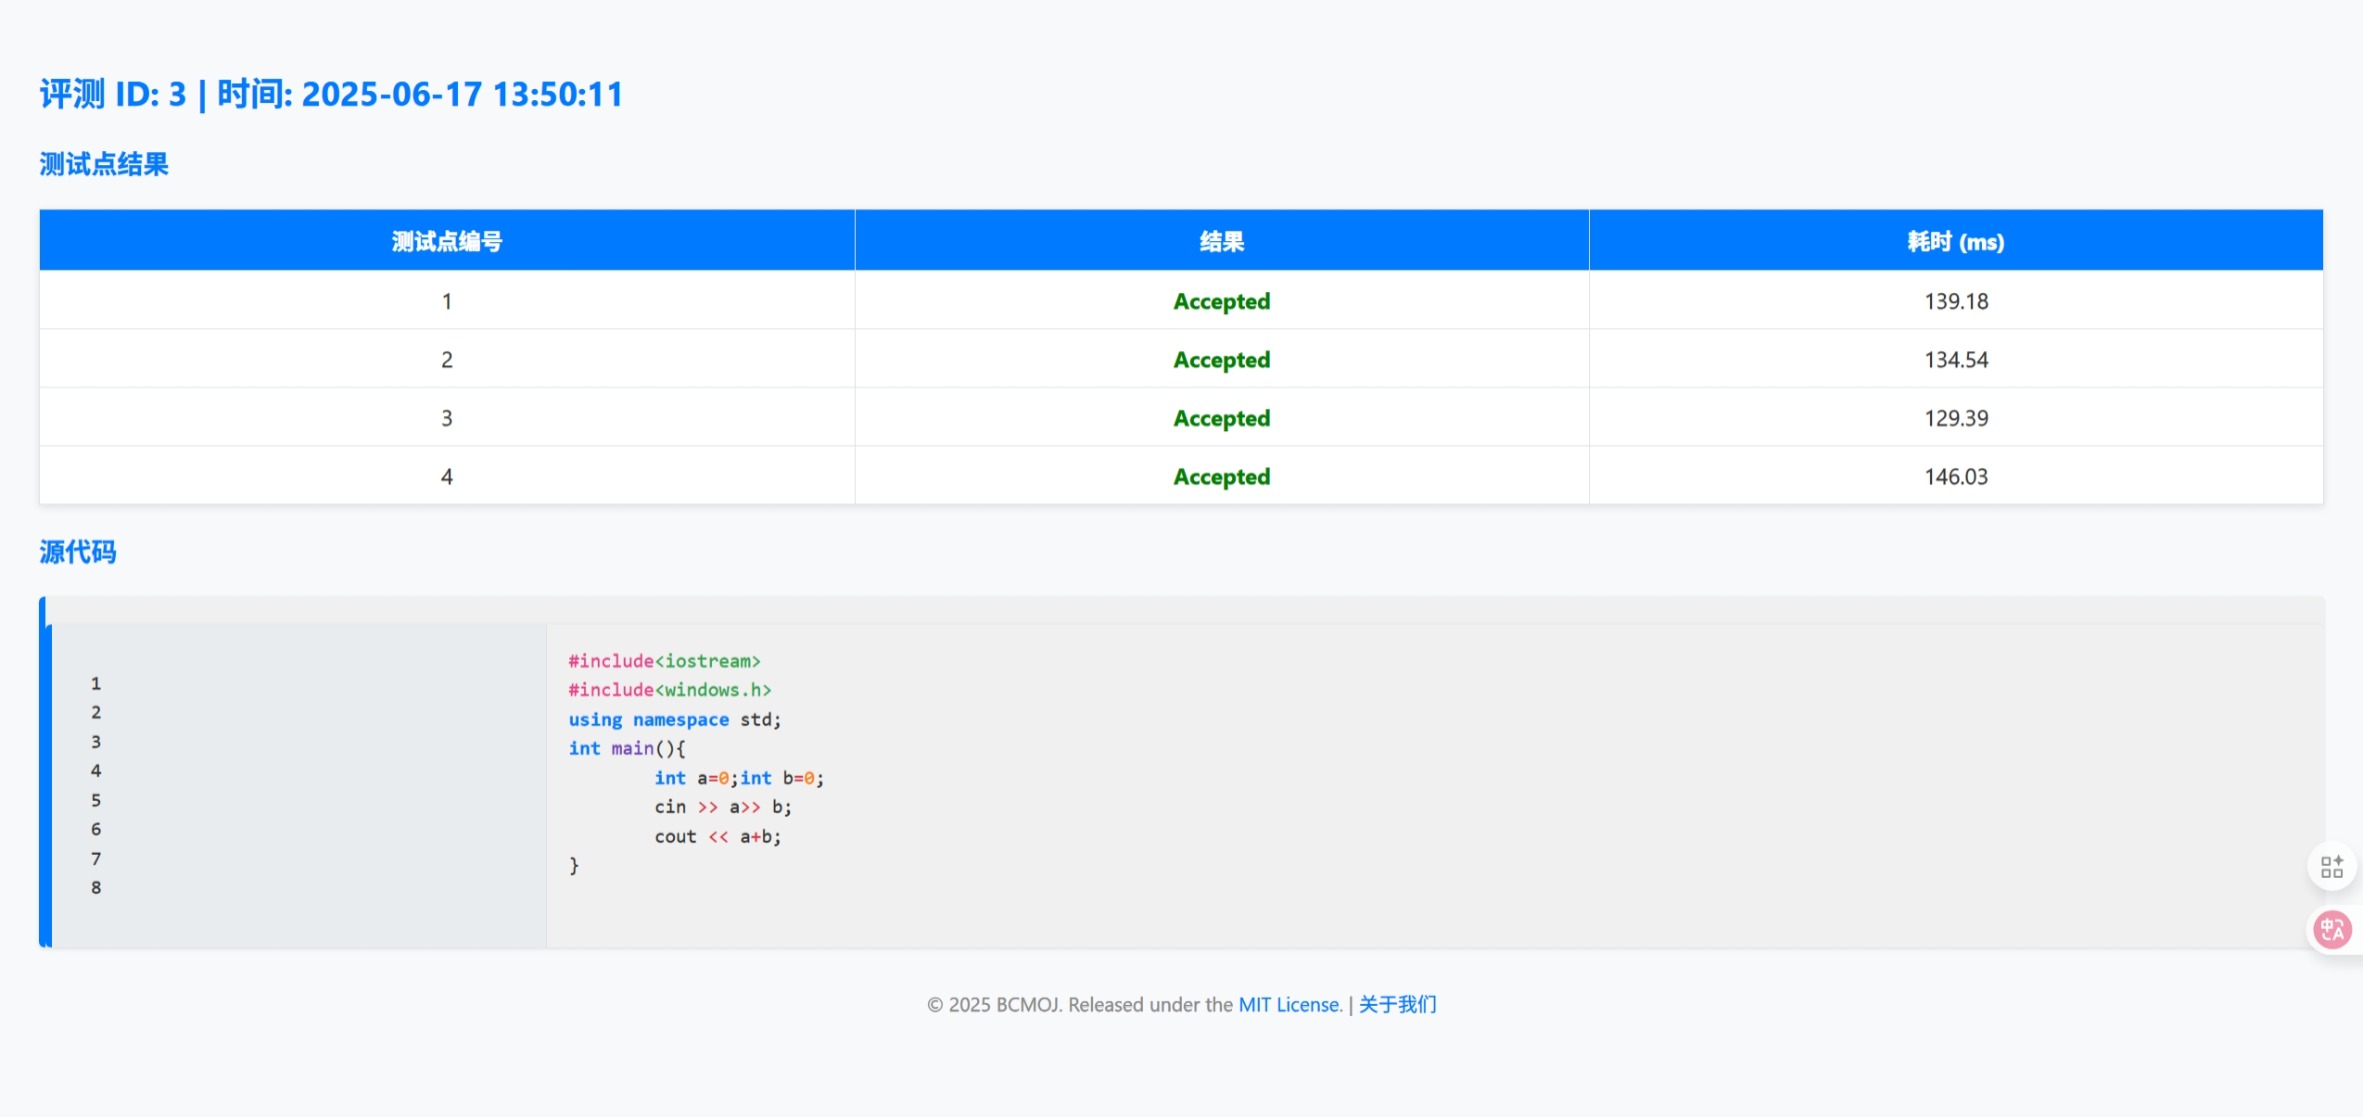 评测 ID: 3 | 时间: 2025-06-17 13:50:11
测试点结果
测试点编号 结果 耗时 (ms)
1 Accepted 139.18
2 Accepted 134.54
3 Accepted 129.39
4 Accepted 146.03
源代码
1 #include<iostream>
2 #include<windows.h>
3 using namespace std;
4 int main(){
5 int a=0;int b=0;
6 cin >> a>> b;
7 cout << a+b;
8 }
中A
© 2025 BCMOJ. Released under the MIT License. | 关于我们